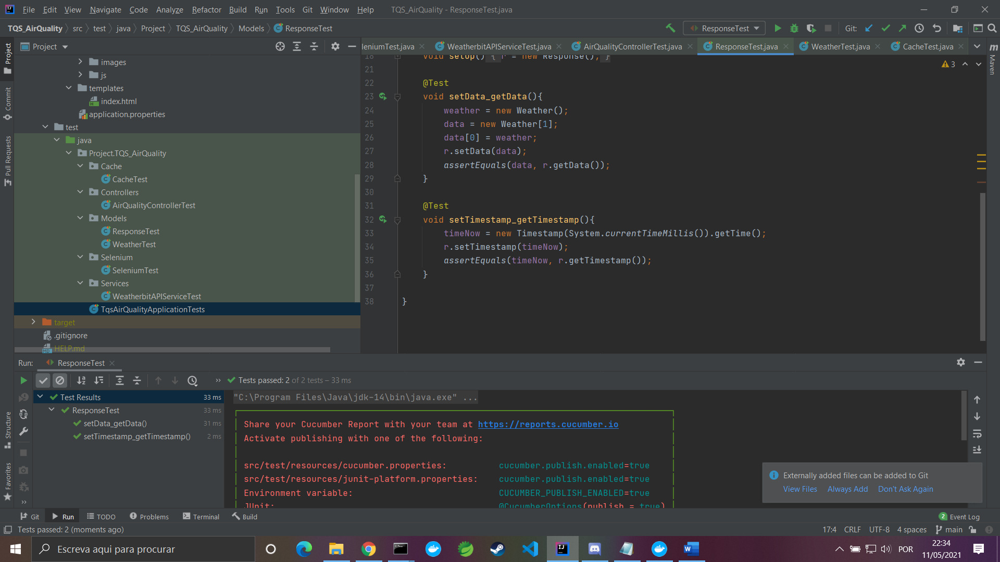 File Edit View Navigate Code Analyze Refactor Build Run Tools Git Window Help TQS_AirQuality - ResponseTest.java
TQS_AirQuality src test java Project TQS_AirQuality Models ResponseTest
ResponseTest Git:
Project
leniumTest.java WeatherbitAPIServiceTest.java AirQualityControllerTest.java ResponseTest.java WeatherTest.java CacheTest.java
Project
Commit
Pull Requests
Structure
Favorites
Maven
3
images
js
templates
index.html
application.properties
test
java
Project.TQS_AirQuality
Cache
CacheTest
Controllers
AirQualityControllerTest
Models
ResponseTest
WeatherTest
Selenium
SeleniumTest
Services
WeatherbitAPIServiceTest
TqsAirQualityApplicationTests
target
.gitignore
HELP.md
18 void setUp() { r = new Response(); }
21
22 @Test
23 void setData_getData(){
24 weather = new Weather();
25 data = new Weather[1];
26 data[0] = weather;
27 r.setData(data);
28 assertEquals(data, r.getData());
29 }
30
31 @Test
32 void setTimestamp_getTimestamp(){
33 timeNow = new Timestamp(System.currentTimeMillis()).getTime();
34 r.setTimestamp(timeNow);
35 assertEquals(timeNow, r.getTimestamp());
36 }
37
38 }
Run: ResponseTest
Tests passed: 2 of 2 tests – 33 ms
Test Results 33 ms
ResponseTest 33 ms
setData_getData() 31 ms
setTimestamp_getTimestamp() 2 ms
"C:\Program Files\Java\jdk-14\bin\java.exe" ...
Share your Cucumber Report with your team at https://reports.cucumber.io
Activate publishing with one of the following:
src/test/resources/cucumber.properties: cucumber.publish.enabled=true
src/test/resources/junit-platform.properties: cucumber.publish.enabled=true
Environment variable: CUCUMBER_PUBLISH_ENABLED=true
JUnit: @CucumberOptions(publish = true)
Externally added files can be added to Git
View Files Always Add Don't Ask Again
Git Run TODO Problems Terminal Build 2 Event Log
Tests passed: 2 (moments ago) 17:4 CRLF UTF-8 4 spaces main
Escreva aqui para procurar
POR
22:34
11/05/2021